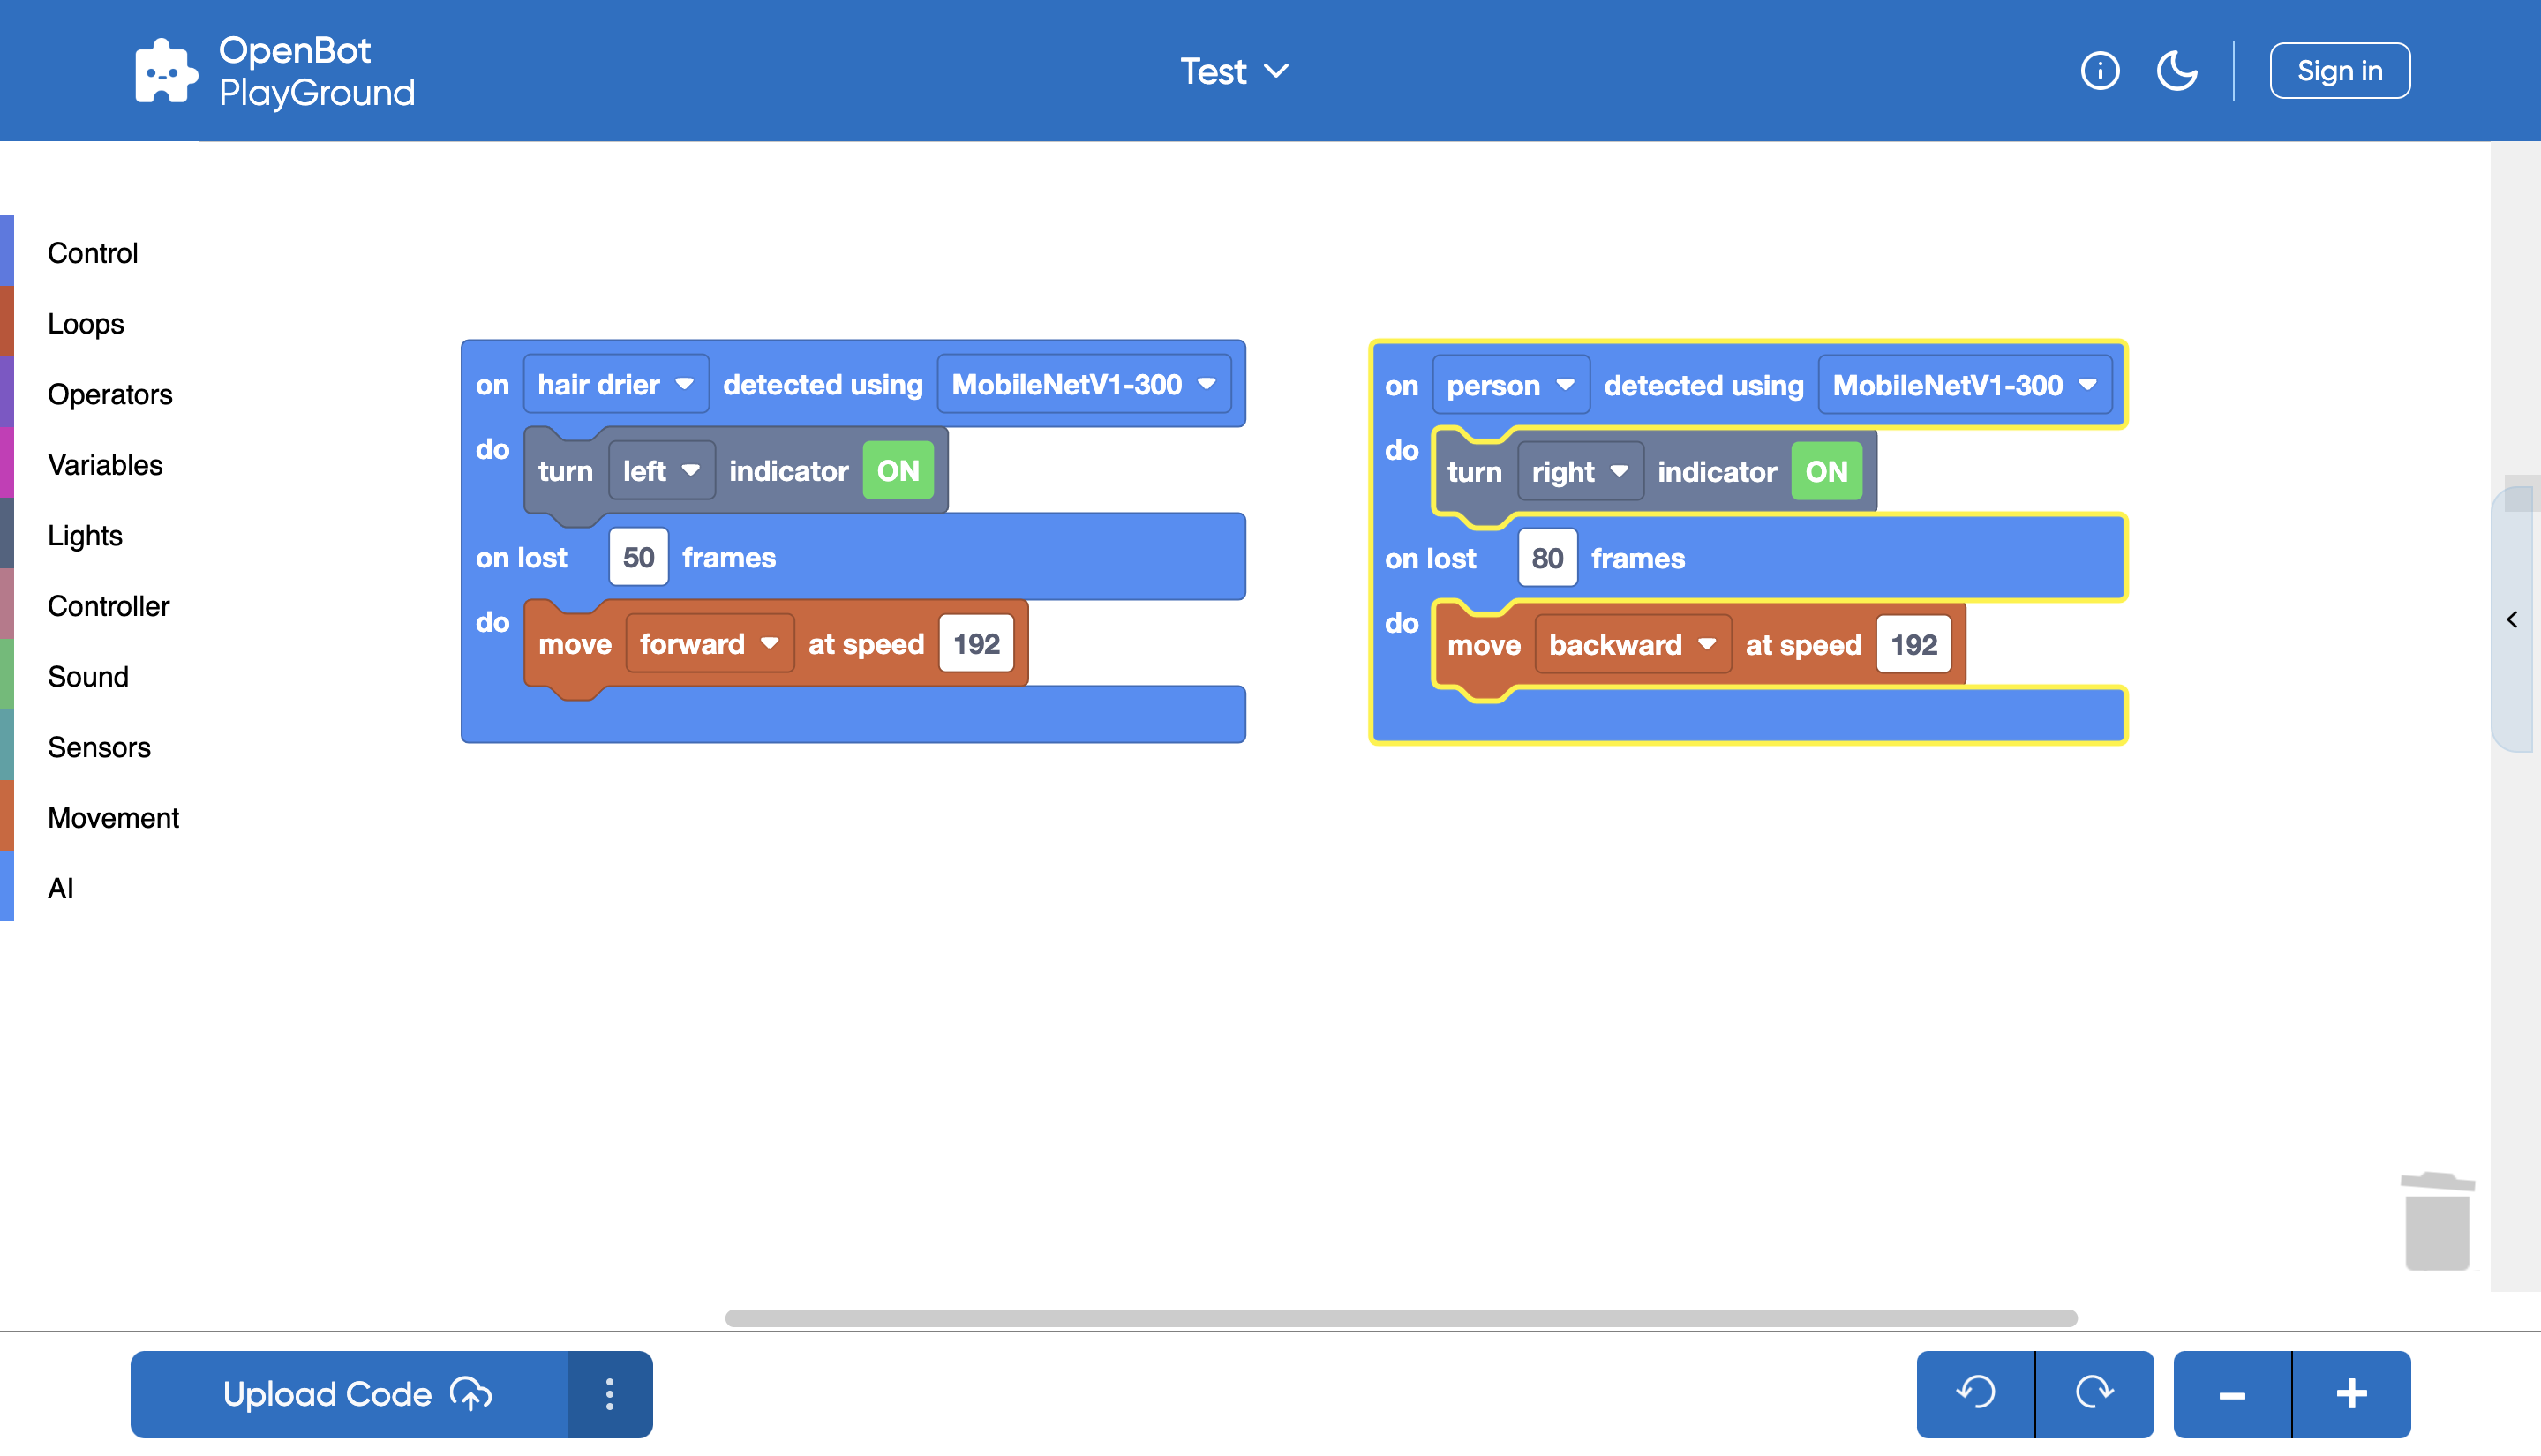 OpenBot
PlayGround
Test
Sign in
Control
Loops
Operators
Variables
Lights
Controller
Sound
Sensors
Movement
AI
on hair drier detected using MobileNetV1-300
do turn left indicator ON
on lost 50 frames
do move forward at speed 192
on person detected using MobileNetV1-300
do turn right indicator ON
on lost 80 frames
do move backward at speed 192
Upload Code